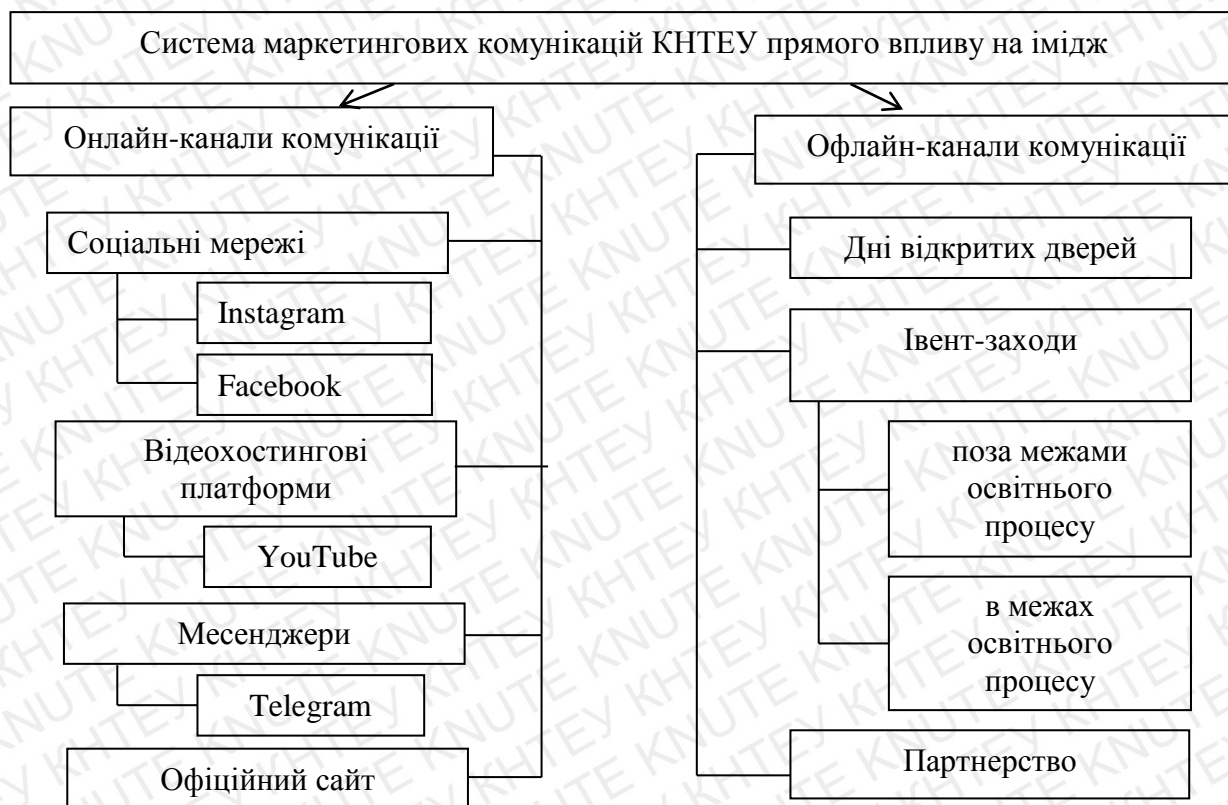 Система маркетингових комунікацій КНТЕУ прямого впливу на імідж
Онлайн-канали комунікації
Соціальні мережі
Instagram
Facebook
Відеохостингові
платформи
YouTube
Месенджери
Telegram
Офіційний сайт
Офлайн-канали комунікації
Дні відкритих дверей
Івент-заходи
поза межами
освітнього
процесу
в межах
освітнього
процесу
Партнерство